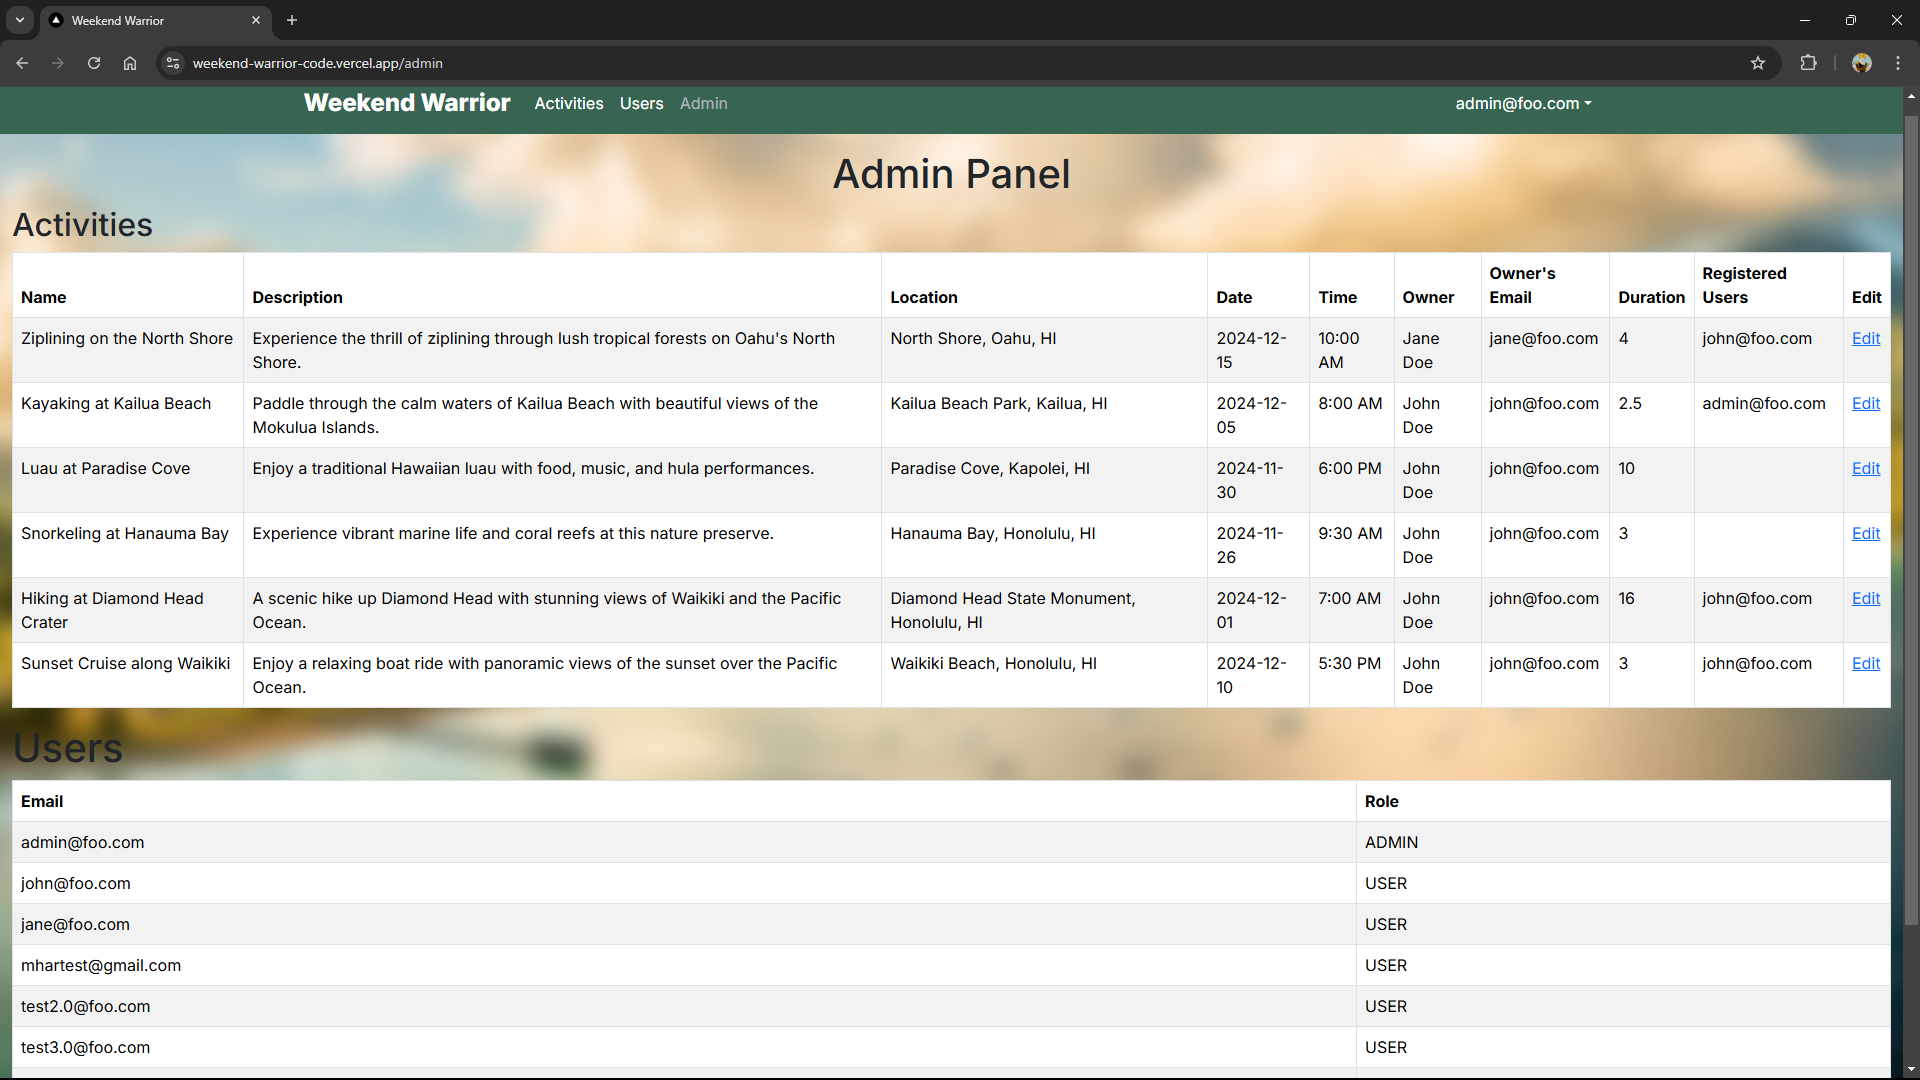 Weekend Warrior
weekend-warrior-code.vercel.app/admin
Weekend Warrior Activities Users Admin admin@foo.com
Admin Panel
Activities
Name Description Location Date Time Owner Owner's Email Duration Registered Users Edit
Ziplining on the North Shore Experience the thrill of ziplining through lush tropical forests on Oahu's North Shore. North Shore, Oahu, HI 2024-12-15 10:00 AM Jane Doe jane@foo.com 4 john@foo.com Edit
Kayaking at Kailua Beach Paddle through the calm waters of Kailua Beach with beautiful views of the Mokulua Islands. Kailua Beach Park, Kailua, HI 2024-12-05 8:00 AM John Doe john@foo.com 2.5 admin@foo.com Edit
Luau at Paradise Cove Enjoy a traditional Hawaiian luau with food, music, and hula performances. Paradise Cove, Kapolei, HI 2024-11-30 6:00 PM John Doe john@foo.com 10 Edit
Snorkeling at Hanauma Bay Experience vibrant marine life and coral reefs at this nature preserve. Hanauma Bay, Honolulu, HI 2024-11-26 9:30 AM John Doe john@foo.com 3 Edit
Hiking at Diamond Head Crater A scenic hike up Diamond Head with stunning views of Waikiki and the Pacific Ocean. Diamond Head State Monument, Honolulu, HI 2024-12-01 7:00 AM John Doe john@foo.com 16 john@foo.com Edit
Sunset Cruise along Waikiki Enjoy a relaxing boat ride with panoramic views of the sunset over the Pacific Ocean. Waikiki Beach, Honolulu, HI 2024-12-10 5:30 PM John Doe john@foo.com 3 john@foo.com Edit
Users
Email Role
admin@foo.com ADMIN
john@foo.com USER
jane@foo.com USER
mhartest@gmail.com USER
test2.0@foo.com USER
test3.0@foo.com USER